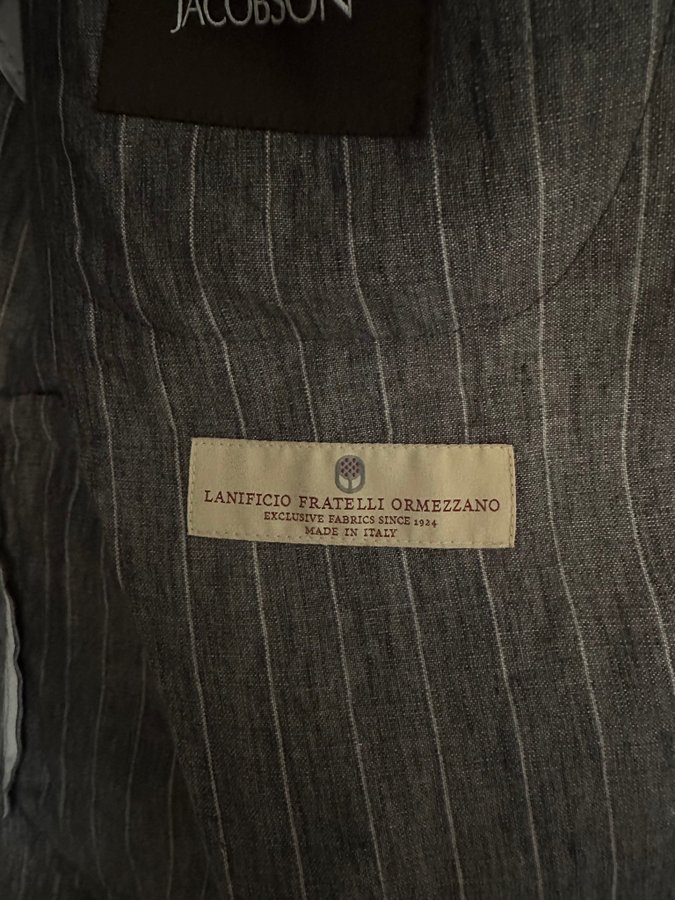 JACOBSON
LANIFICIO FRATELLI ORMEZZANO
EXCLUSIVE FABRICS SINCE 1924
MADE IN ITALY